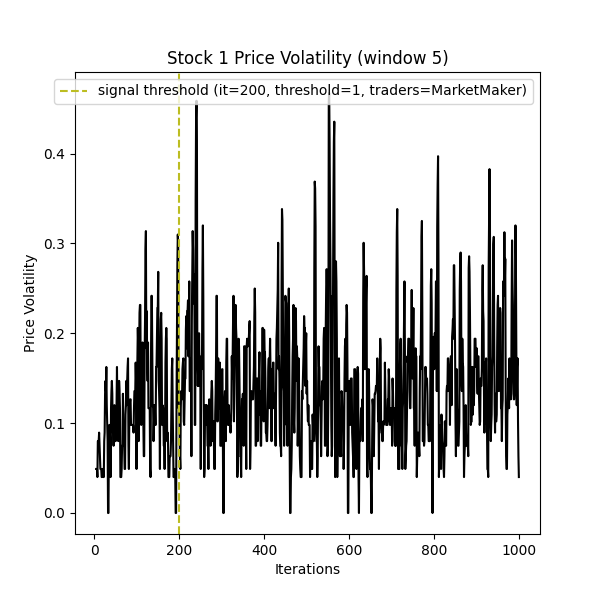 Stock 1 Price Volatility (window 5)
signal threshold (it=200, threshold=1, traders=MarketMaker)
Price Volatility
0.4
0.3
0.2
0.1
0.0
0 200 400 600 800 1000
Iterations